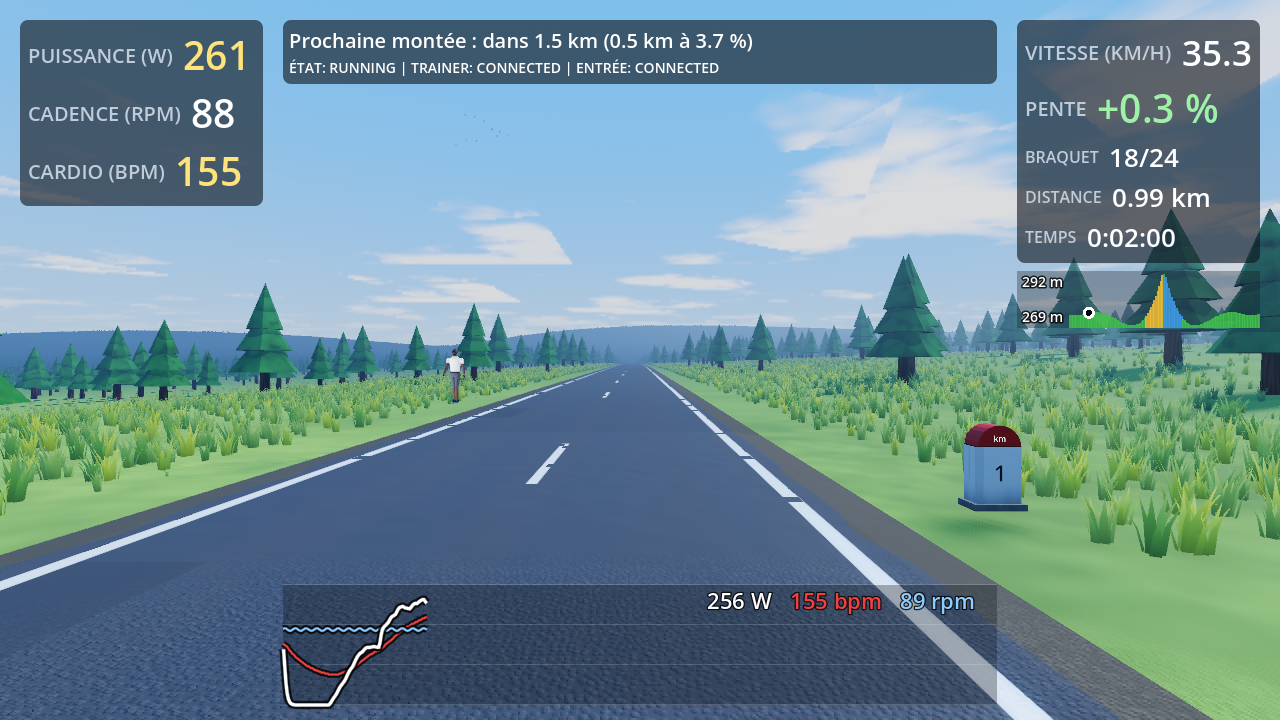 PUISSANCE (W) 261
CADENCE (RPM) 88
CARDIO (BPM) 155
Prochaine montée : dans 1.5 km (0.5 km à 3.7 %)
ÉTAT: RUNNING | TRAINER: CONNECTED | ENTRÉE: CONNECTED
VITESSE (KM/H) 35.3
PENTE +0.3 %
BRAQUET 18/24
DISTANCE 0.99 km
TEMPS 0:02:00
292 m
269 m
km
1
256 W 155 bpm 89 rpm